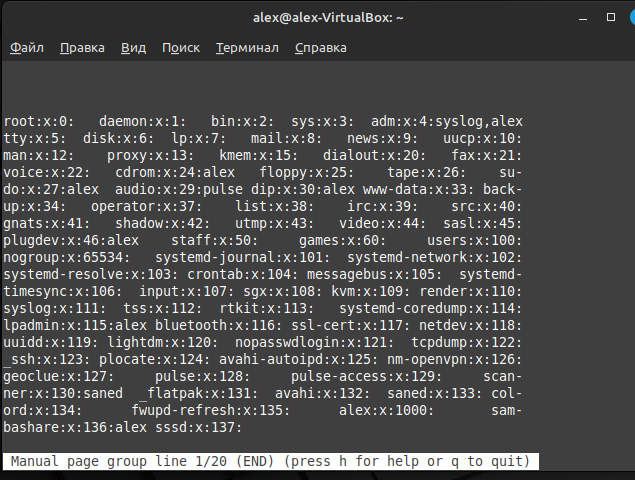 alex@alex-VirtualBox: ~
Файл Правка Вид Поиск Терминал Справка
root:x:0: daemon:x:1: bin:x:2: sys:x:3: adm:x:4:syslog,alex
tty:x:5: disk:x:6: lp:x:7: mail:x:8: news:x:9: uucp:x:10:
man:x:12: proxy:x:13: kmem:x:15: dialout:x:20: fax:x:21:
voice:x:22: cdrom:x:24:alex floppy:x:25: tape:x:26: su-
do:x:27:alex audio:x:29:pulse dip:x:30:alex www-data:x:33: back-
up:x:34: operator:x:37: list:x:38: irc:x:39: src:x:40:
gnats:x:41: shadow:x:42: utmp:x:43: video:x:44: sasl:x:45:
plugdev:x:46:alex staff:x:50: games:x:60: users:x:100:
nogroup:x:65534: systemd-journal:x:101: systemd-network:x:102:
systemd-resolve:x:103: crontab:x:104: messagebus:x:105: systemd-
timesync:x:106: input:x:107: sgx:x:108: kvm:x:109: render:x:110:
syslog:x:111: tss:x:112: rtkit:x:113: systemd-coredump:x:114:
lpadmin:x:115:alex bluetooth:x:116: ssl-cert:x:117: netdev:x:118:
uuidd:x:119: lightdm:x:120: nopasswdlogin:x:121: tcpdump:x:122:
_ssh:x:123: plocate:x:124: avahi-autoipd:x:125: nm-openvpn:x:126:
geoclue:x:127: pulse:x:128: pulse-access:x:129: scan-
ner:x:130:saned _flatpak:x:131: avahi:x:132: saned:x:133: col-
ord:x:134: fwupd-refresh:x:135: alex:x:1000: sam-
bashare:x:136:alex sssd:x:137:
Manual page group line 1/20 (END) (press h for help or q to quit)